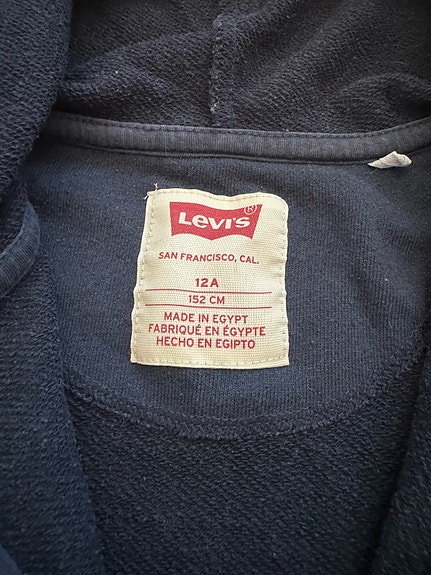 Levi's ®
SAN FRANCISCO, CAL.
12A
152 CM
MADE IN EGYPT
FABRIQUÉ EN ÉGYPTE
HECHO EN EGIPTO